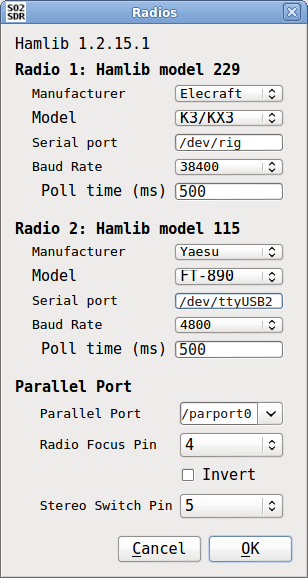 SO2
SDR
Radios
Hamlib 1.2.15.1
Radio 1: Hamlib model 229
Manufacturer Elecraft
Model K3/KX3
Serial port /dev/rig
Baud Rate 38400
Poll time (ms) 500
Radio 2: Hamlib model 115
Manufacturer Yaesu
Model FT-890
Serial port /dev/ttyUSB2
Baud Rate 4800
Poll time (ms) 500
Parallel Port
Parallel Port /parport0
Radio Focus Pin 4
Invert
Stereo Switch Pin 5
Cancel OK